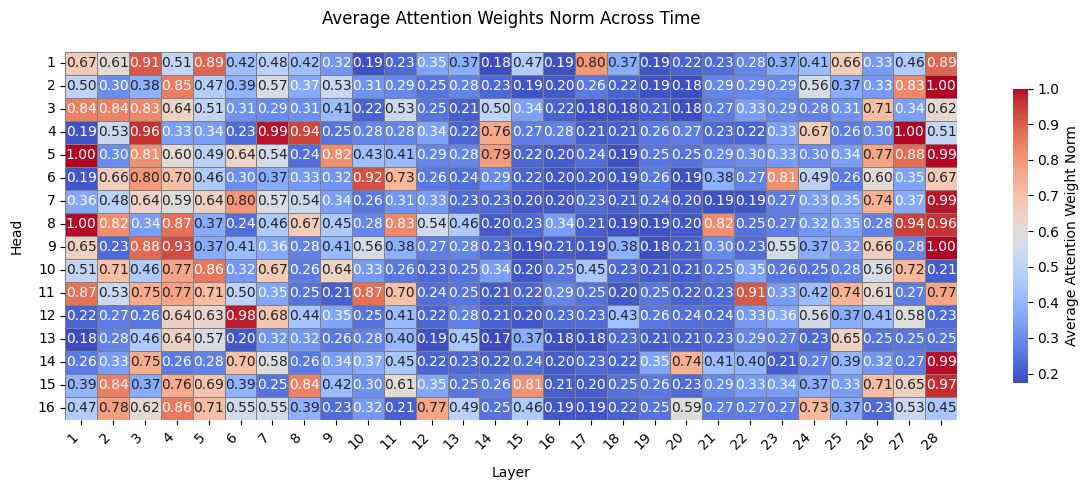 Average Attention Weights Norm Across Time
1 0.67 0.61 0.91 0.51 0.89 0.42 0.48 0.42 0.32 0.19 0.23 0.35 0.37 0.18 0.47 0.19 0.80 0.37 0.19 0.22 0.23 0.28 0.37 0.41 0.66 0.33 0.46 0.89
2 0.50 0.30 0.38 0.85 0.47 0.39 0.57 0.37 0.53 0.31 0.29 0.25 0.28 0.23 0.19 0.20 0.26 0.22 0.19 0.18 0.29 0.29 0.29 0.56 0.37 0.33 0.83 1.00
3 0.84 0.84 0.83 0.64 0.51 0.31 0.29 0.31 0.41 0.22 0.53 0.25 0.21 0.50 0.34 0.22 0.18 0.18 0.21 0.18 0.27 0.33 0.29 0.28 0.31 0.71 0.34 0.62
4 0.19 0.53 0.96 0.33 0.34 0.23 0.99 0.94 0.25 0.28 0.28 0.34 0.22 0.76 0.27 0.28 0.21 0.21 0.26 0.27 0.23 0.22 0.33 0.67 0.26 0.30 1.00 0.51
5 1.00 0.30 0.81 0.60 0.49 0.64 0.54 0.24 0.82 0.43 0.41 0.29 0.28 0.79 0.22 0.20 0.28 0.19 0.25 0.25 0.29 0.30 0.33 0.30 0.34 0.77 0.88 0.99
6 0.19 0.66 0.80 0.70 0.46 0.30 0.37 0.33 0.32 0.92 0.73 0.26 0.24 0.29 0.22 0.20 0.20 0.19 0.26 0.19 0.38 0.27 0.81 0.49 0.26 0.60 0.35 0.67
7 0.36 0.48 0.64 0.59 0.64 0.80 0.57 0.54 0.34 0.26 0.31 0.33 0.23 0.23 0.20 0.20 0.23 0.21 0.24 0.20 0.19 0.19 0.27 0.33 0.35 0.74 0.37 0.99
8 1.00 0.82 0.34 0.87 0.37 0.24 0.46 0.67 0.45 0.28 0.83 0.54 0.46 0.20 0.18 0.34 0.21 0.19 0.19 0.20 0.82 0.21 0.27 0.32 0.35 0.28 0.94 0.96
9 0.65 0.23 0.88 0.93 0.37 0.41 0.36 0.28 0.41 0.56 0.38 0.27 0.28 0.23 0.19 0.21 0.19 0.38 0.18 0.21 0.30 0.23 0.55 0.37 0.32 0.66 0.28 1.00
10 0.51 0.71 0.46 0.77 0.86 0.32 0.67 0.26 0.64 0.33 0.26 0.23 0.25 0.34 0.20 0.25 0.45 0.23 0.21 0.21 0.25 0.35 0.26 0.25 0.28 0.56 0.72 0.21
11 0.87 0.53 0.75 0.77 0.71 0.50 0.35 0.25 0.21 0.87 0.70 0.24 0.25 0.21 0.22 0.26 0.29 0.20 0.25 0.22 0.23 0.91 0.33 0.42 0.74 0.61 0.27 0.77
12 0.22 0.27 0.26 0.64 0.63 0.98 0.68 0.44 0.35 0.25 0.41 0.22 0.28 0.21 0.20 0.23 0.23 0.43 0.26 0.24 0.24 0.33 0.36 0.56 0.36 0.41 0.58 0.23
13 0.18 0.28 0.46 0.64 0.57 0.20 0.32 0.32 0.26 0.28 0.40 0.19 0.45 0.17 0.37 0.18 0.18 0.23 0.21 0.23 0.23 0.29 0.27 0.23 0.65 0.25 0.25 0.25
14 0.26 0.33 0.75 0.26 0.28 0.70 0.58 0.26 0.34 0.37 0.45 0.22 0.23 0.22 0.24 0.20 0.23 0.22 0.35 0.74 0.41 0.40 0.21 0.27 0.39 0.32 0.27 0.99
15 0.39 0.84 0.37 0.76 0.69 0.39 0.25 0.84 0.42 0.30 0.61 0.35 0.25 0.26 0.81 0.21 0.20 0.25 0.26 0.23 0.29 0.33 0.34 0.37 0.33 0.71 0.65 0.97
16 0.47 0.78 0.62 0.86 0.71 0.55 0.55 0.39 0.23 0.32 0.21 0.77 0.49 0.25 0.46 0.19 0.19 0.22 0.25 0.59 0.27 0.27 0.27 0.73 0.37 0.23 0.53 0.45
1 2 3 4 5 6 7 8 9 10 11 12 13 14 15 16 17 18 19 20 21 22 23 24 25 26 27 28
Layer
Head
1.0
0.9
0.8
0.7
0.6
0.5
0.4
0.3
0.2
Average Attention Weight Norm